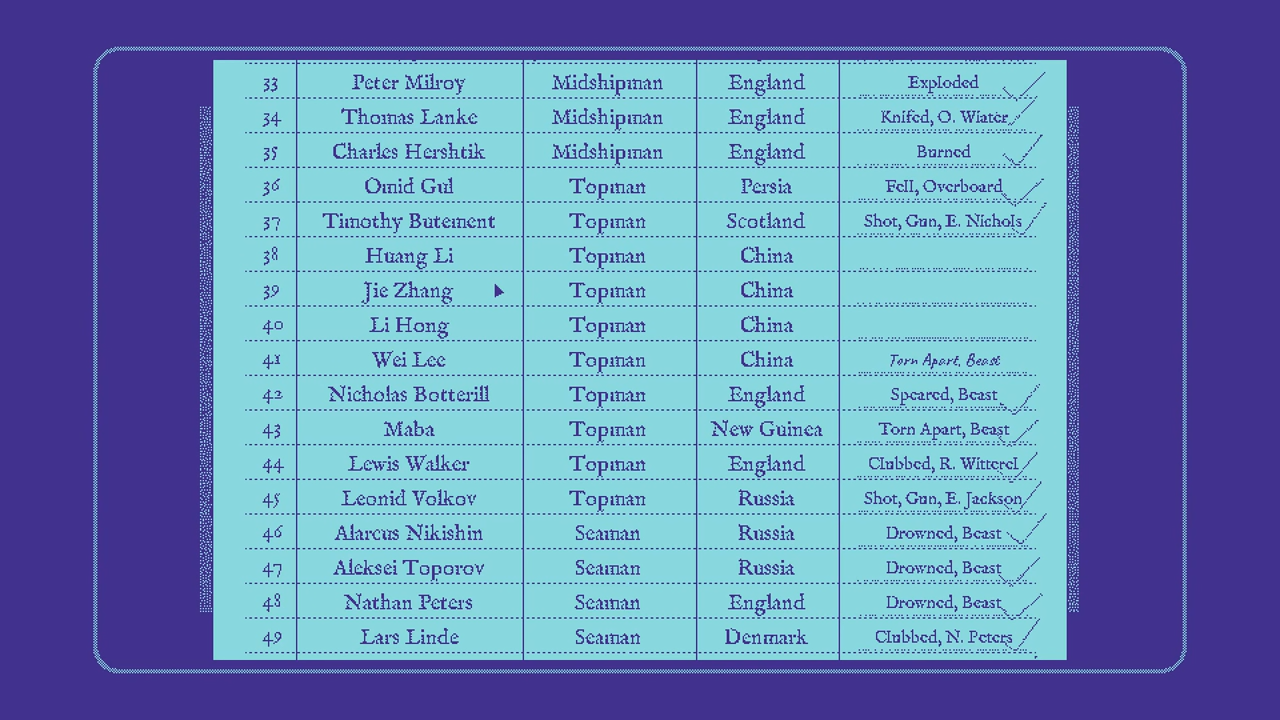 33 Peter Milroy Midshipman England Exploded
34 Thomas Lanke Midshipman England Knifed, O. Wiater
35 Charles Hershtik Midshipman England Burned
36 Omid Gul Topman Persia Fell, Overboard
37 Timothy Butement Topman Scotland Shot, Gun, E. Nichols
38 Huang Li Topman China
39 Jie Zhang Topman China
40 Li Hong Topman China
41 Wei Lee Topman China Torn Apart, Beast
42 Nicholas Botterill Topman England Speared, Beast
43 Maba Topman New Guinea Torn Apart, Beast
44 Lewis Walker Topman England Clubbed, R. Witterel
45 Leonid Volkov Topman Russia Shot, Gun, E. Jackson
46 Alarcus Nikishin Seaman Russia Drowned, Beast
47 Aleksei Toporov Seaman Russia Drowned, Beast
48 Nathan Peters Seaman England Drowned, Beast
49 Lars Linde Seaman Denmark Clubbed, N. Peters